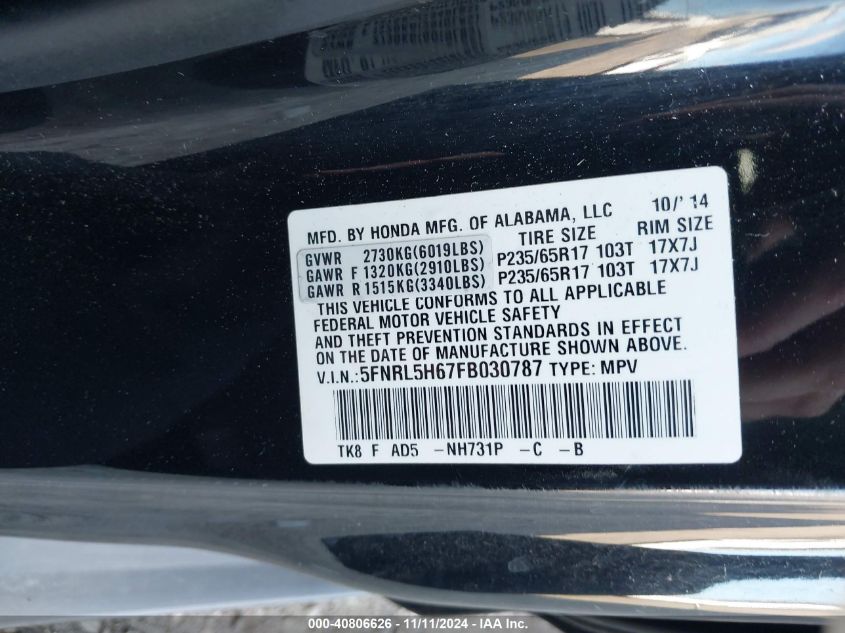 MFD. BY HONDA MFG. OF ALABAMA, LLC 10/'14
TIRE SIZE RIM SIZE
GVWR 2730KG(6019LBS)
GAWR F 1320KG(2910LBS) P235/65R17 103T 17X7J
GAWR R 1515KG(3340LBS) P235/65R17 103T 17X7J
THIS VEHICLE CONFORMS TO ALL APPLICABLE
FEDERAL MOTOR VEHICLE SAFETY
AND THEFT PREVENTION STANDARDS IN EFFECT
ON THE DATE OF MANUFACTURE SHOWN ABOVE.
V.I.N.:5FNRL5H67FB030787 TYPE: MPV
TK8 F AD5 -NH731P -C -B
000-40806626 - 11/11/2024 - IAA Inc.